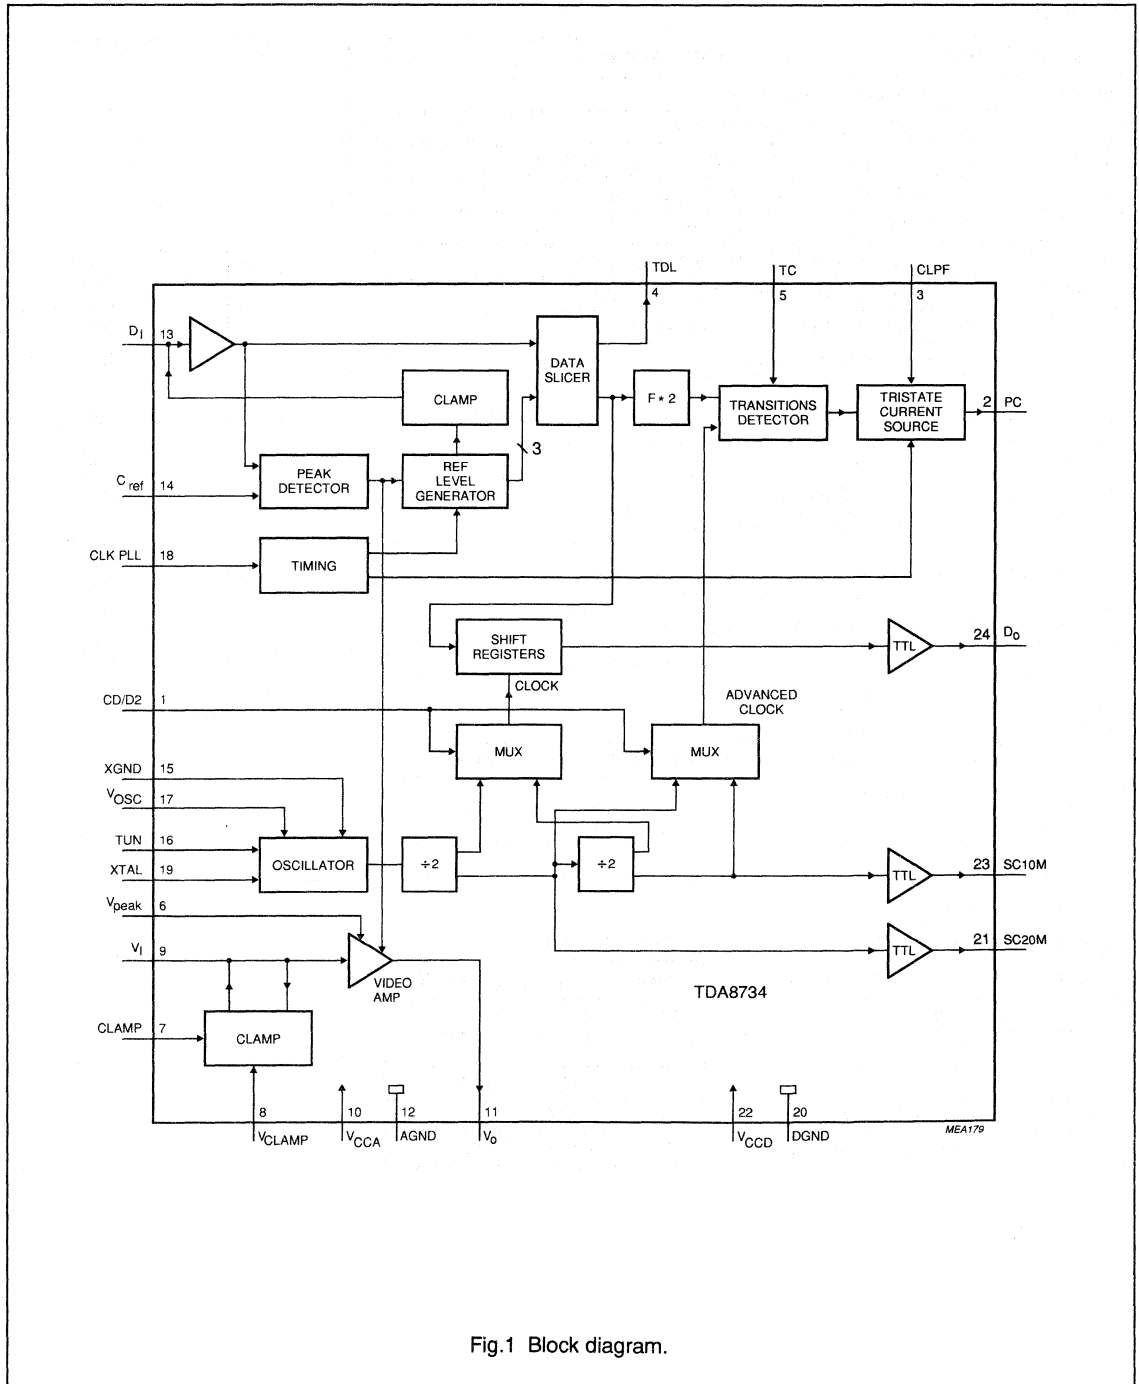 TDL
TC
CLPF
4
5
3
DI 13
DATA
SLICER
CLAMP
F * 2
TRANSITIONS
DETECTOR
TRISTATE
CURRENT
SOURCE
2 PC
3
Cref 14
PEAK
DETECTOR
REF
LEVEL
GENERATOR
CLK PLL 18
TIMING
SHIFT
REGISTERS
TTL
24 Do
CLOCK
ADVANCED
CLOCK
CD/D2 1
MUX
MUX
XGND 15
VOSC 17
TUN 16
XTAL 19
OSCILLATOR
÷2
÷2
TTL
23 SC10M
Vpeak 6
VI 9
VIDEO
AMP
TTL
21 SC20M
TDA8734
CLAMP 7
CLAMP
8
10
12
11
22
20
VCLAMP
VCCA
AGND
Vo
VCCD
DGND
MEA179
Fig.1 Block diagram.